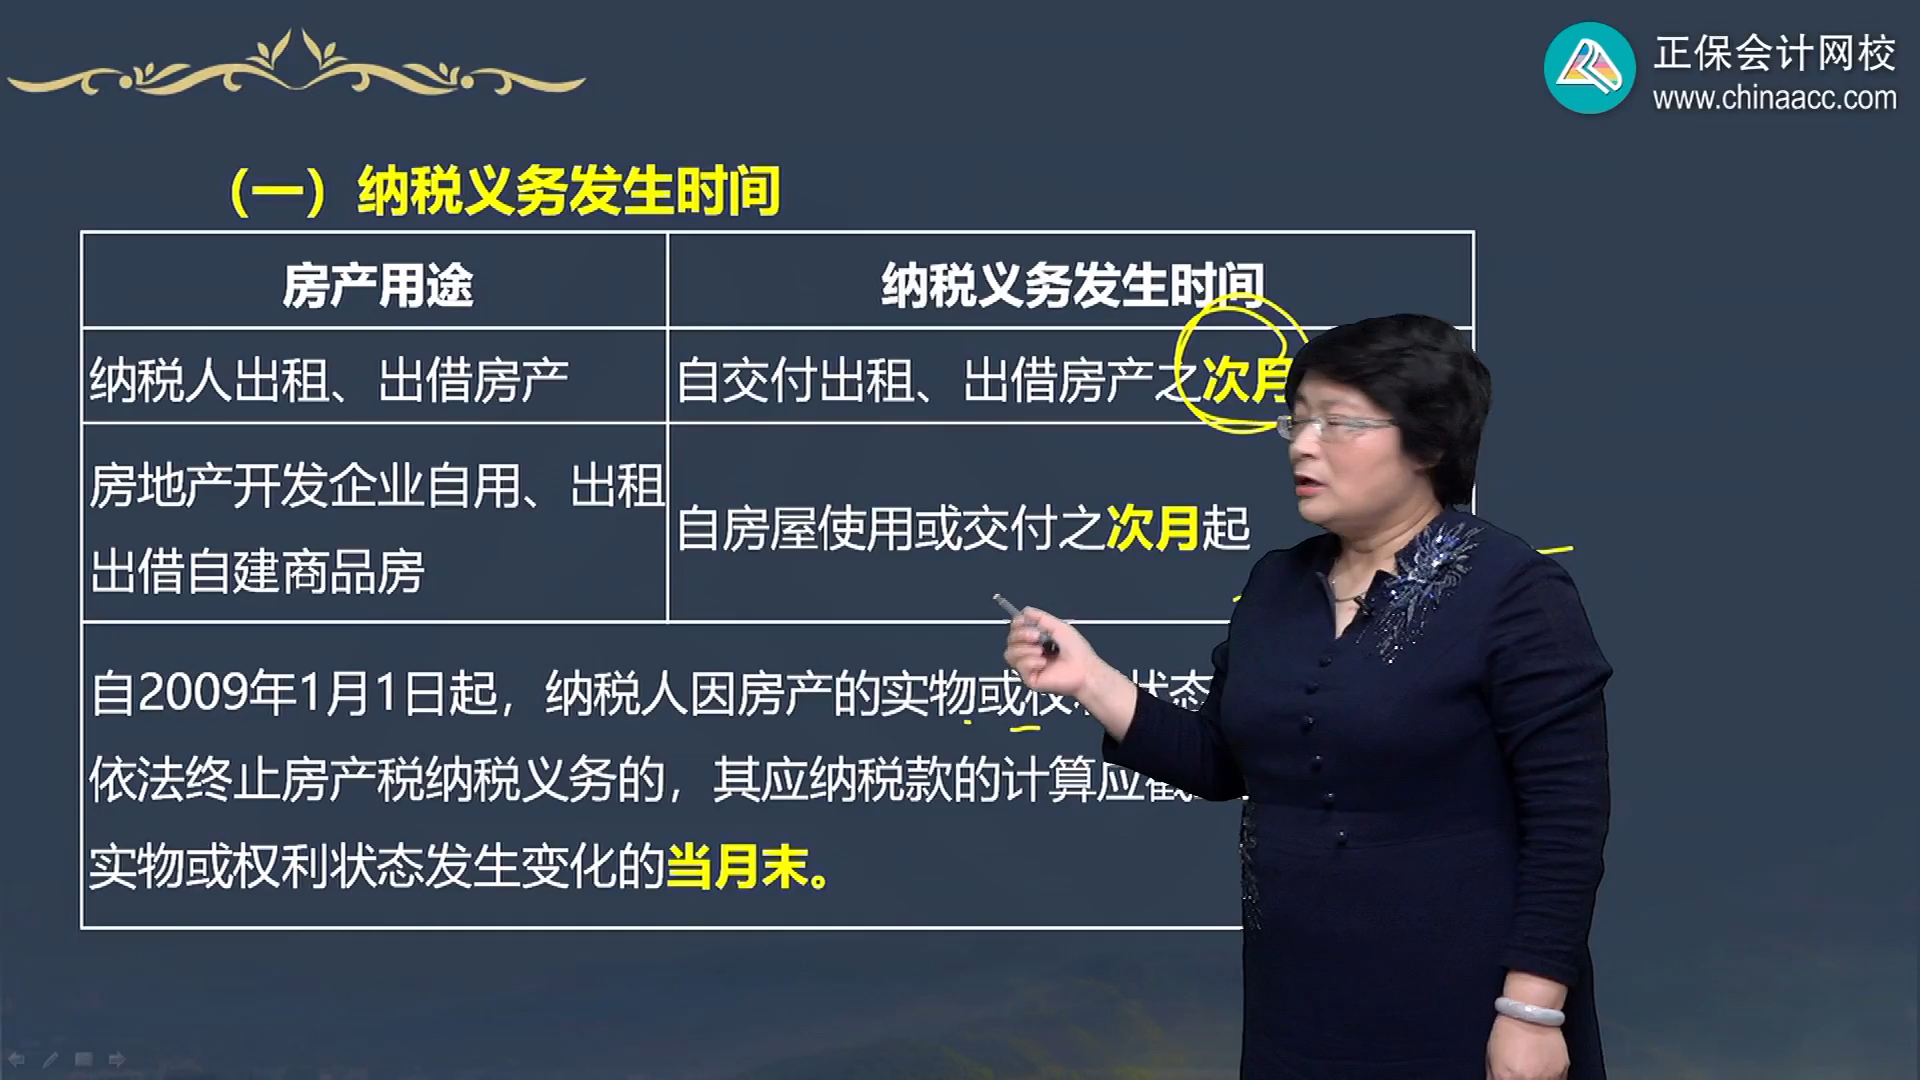 正保会计网校
www.chinaacc.com
（一）纳税义务发生时间
房产用途
纳税义务发生时间
纳税人出租、出借房产
自交付出租、出借房产之次月
房地产开发企业自用、出租
出借自建商品房
自房屋使用或交付之次月起
自2009年1月1日起，纳税人因房产的实物或权利状态
依法终止房产税纳税义务的，其应纳税款的计算应截
实物或权利状态发生变化的当月末。